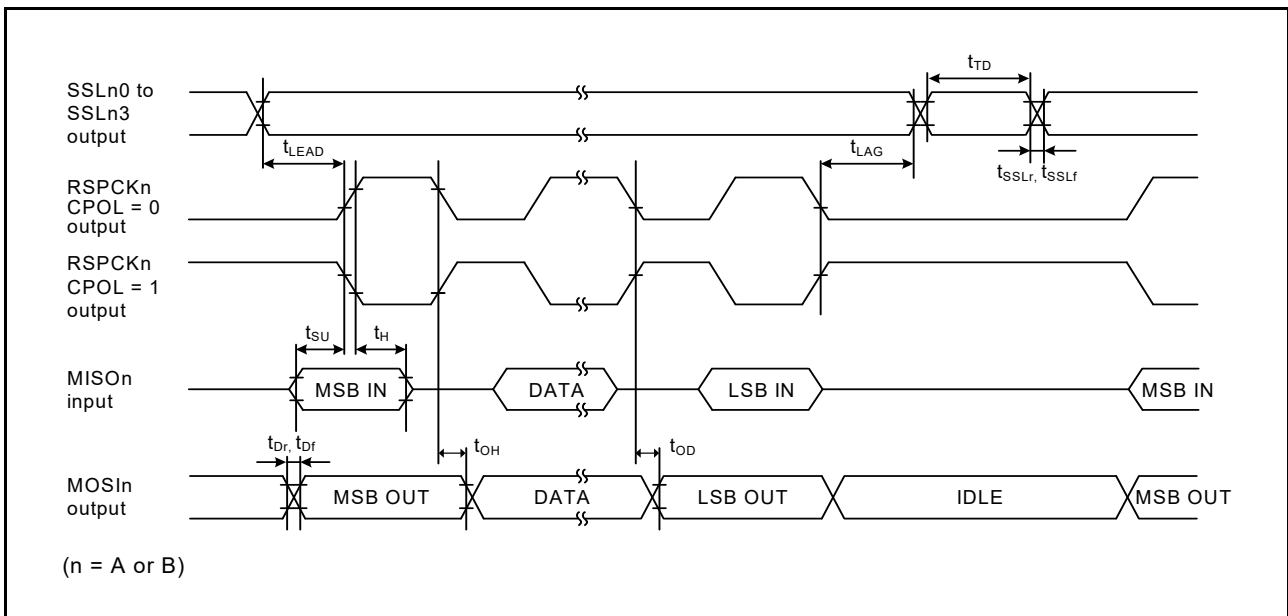 tTD
SSLn0 to
SSLn3
output
tLEAD
tLAG
tSSLr, tSSLf
RSPCKn
CPOL = 0
output
RSPCKn
CPOL = 1
output
tSU
tH
MISOn
input
MSB IN
DATA
LSB IN
MSB IN
tDr, tDf
tOH
tOD
MOSIn
output
MSB OUT
DATA
LSB OUT
IDLE
MSB OUT
(n = A or B)